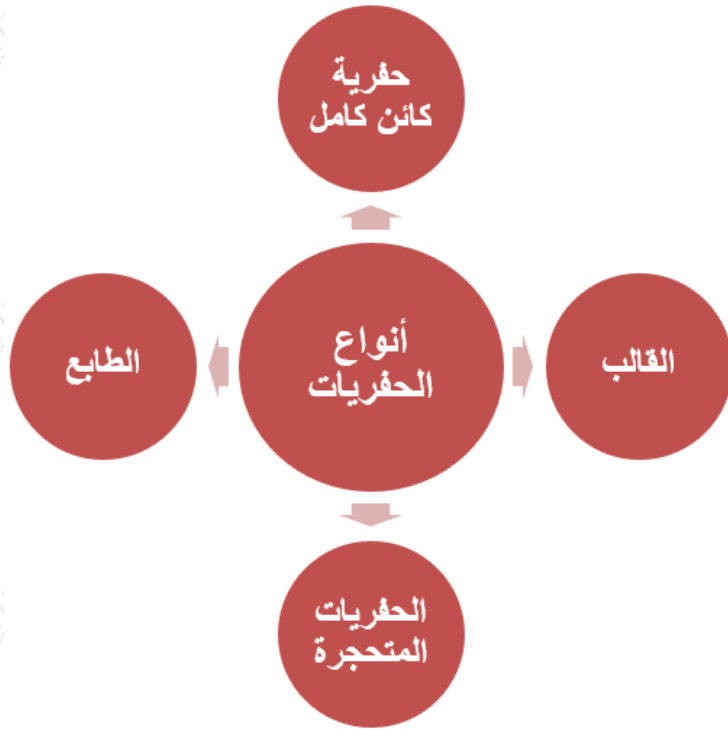 حفرية
كائن كامل
أنواع
الحفريات
القالب
الطابع
الحفريات
المتحجرة